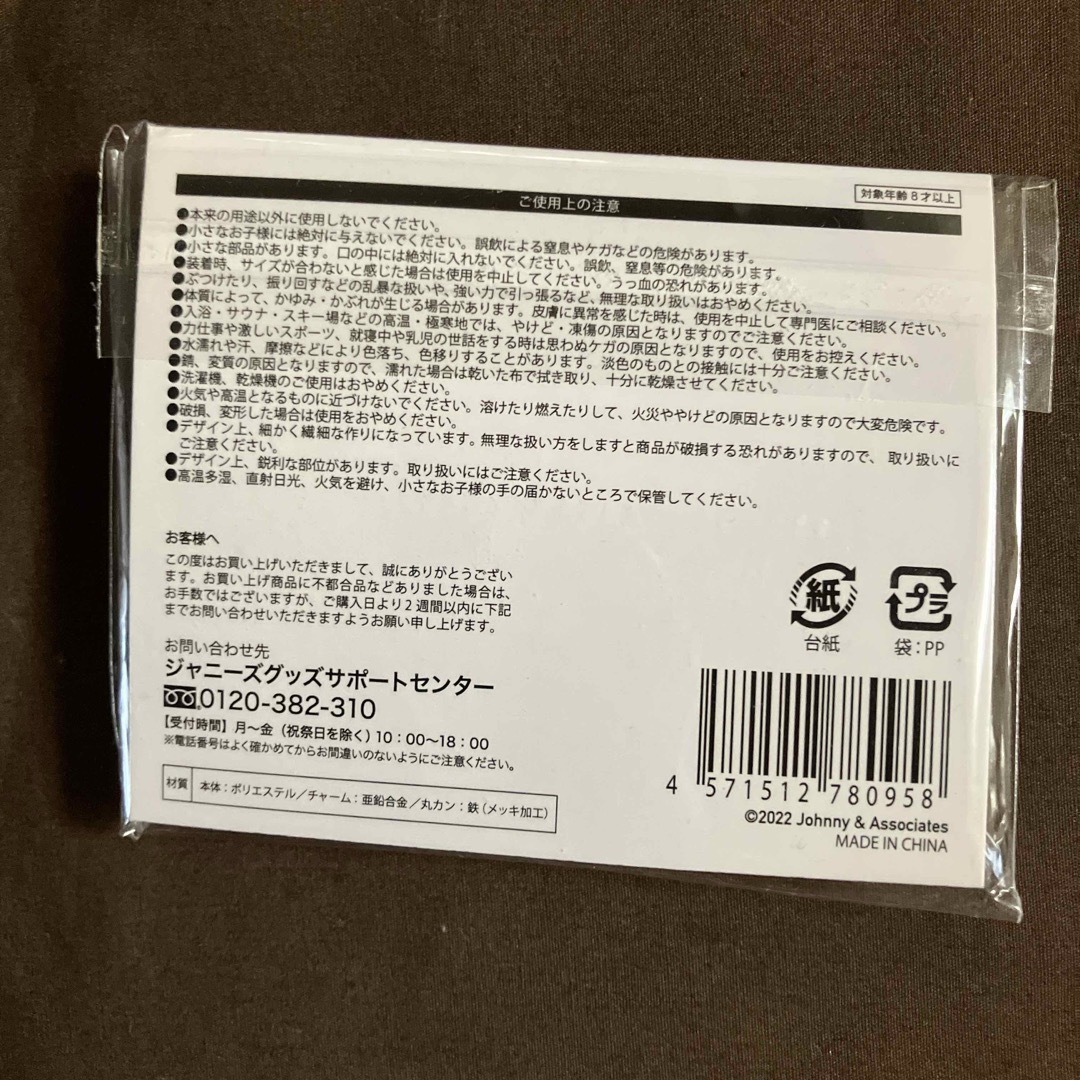 ご使用上の注意
対象年齢8才以上
●本来の用途以外に使用しないでください。
●小さなお子様には絶対に与えないでください。誤飲による窒息やケガなどの危険があります。
●小さな部品があります。口の中には絶対に入れないでください。誤飲、窒息等の危険があります。
●装着時、サイズが合わないと感じた場合は使用を中止してください。うっ血の恐れがあります。
●ぶつけたり、振り回すなどの乱暴な扱いや、強い力で引っ張るなど、無理な取り扱いはおやめください。
●体質によって、かゆみ・かぶれが生じる場合があります。皮膚に異常を感じた時は、使用を中止して専門医にご相談ください。
●入浴・サウナ・スキー場などの高温・極寒地では、やけど・凍傷の原因となりますのでご注意ください。
●力仕事や激しいスポーツ、就寝中や乳児の世話をする時は思わぬケガの原因となりますので、使用をお控えください。
●水濡れや汗、摩擦などにより色落ち、色移りすることがあります。淡色のものとの接触には十分ご注意ください。
●錆、変質の原因となりますので、濡れた場合は乾いた布で拭き取り、十分に乾燥させてください。
●洗濯機、乾燥機のご使用はおやめください。
●火気や高温となるものに近づけないでください。溶けたり燃えたりして、火災ややけどの原因となりますので大変危険です。
●破損、変形した場合は使用をおやめください。
●デザイン上、細かく繊細な作りになっています。無理な扱い方をしますと商品が破損する恐れがありますので、取り扱いに
ご注意ください。
●デザイン上、鋭利な部位があります。取り扱いにはご注意ください。
●高温多湿、直射日光、火気を避け、小さなお子様の手の届かないところで保管してください。
お客様へ
この度はお買い上げいただきまして、誠にありがとうござい
ます。お買い上げ商品に不都合品などありました場合は、
お手数ではございますが、ご購入日より2週間以内に下記
までお問い合わせいただきますようお願い申し上げます。
お問い合わせ先
ジャニーズグッズサポートセンター
0120-382-310
【受付時間】月〜金（祝祭日を除く）10：00〜18：00
※電話番号はよく確かめてからお間違いのないようにご注意ください。
材質 本体：ポリエステル／チャーム：亜鉛合金／丸カン：鉄（メッキ加工）
紙
台紙
プラ
袋：PP
4 571512 780958
©2022 Johnny & Associates
MADE IN CHINA